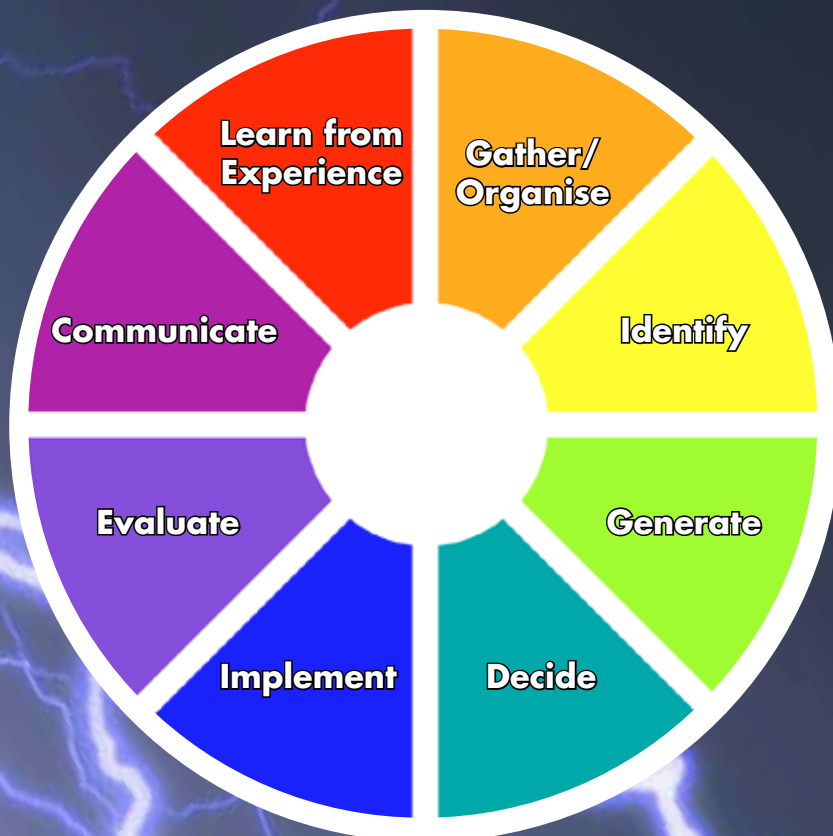 Learn from
Experience
Gather/
Organise
Communicate
Identify
Evaluate
Generate
Implement
Decide